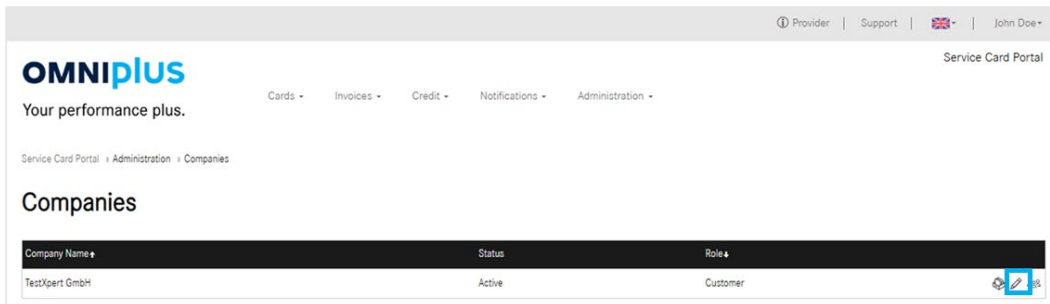 Provider | Support | John Doe
Service Card Portal
OMNIplus
Your performance plus.
Cards Invoices Credit Notifications Administration
Service Card Portal › Administration › Companies
Companies
Company Name Status Role
TestXpert GmbH Active Customer